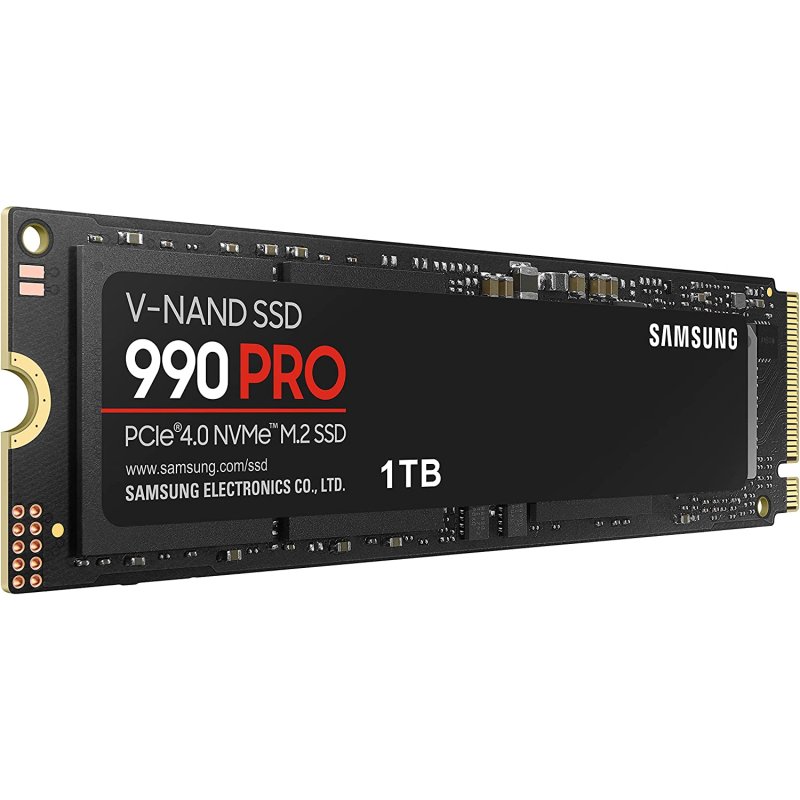 V-NAND SSD
990 PRO
PCIe®4.0 NVMe™ M.2 SSD
www.samsung.com/ssd
SAMSUNG ELECTRONICS CO., LTD.
1TB
SAMSUNG